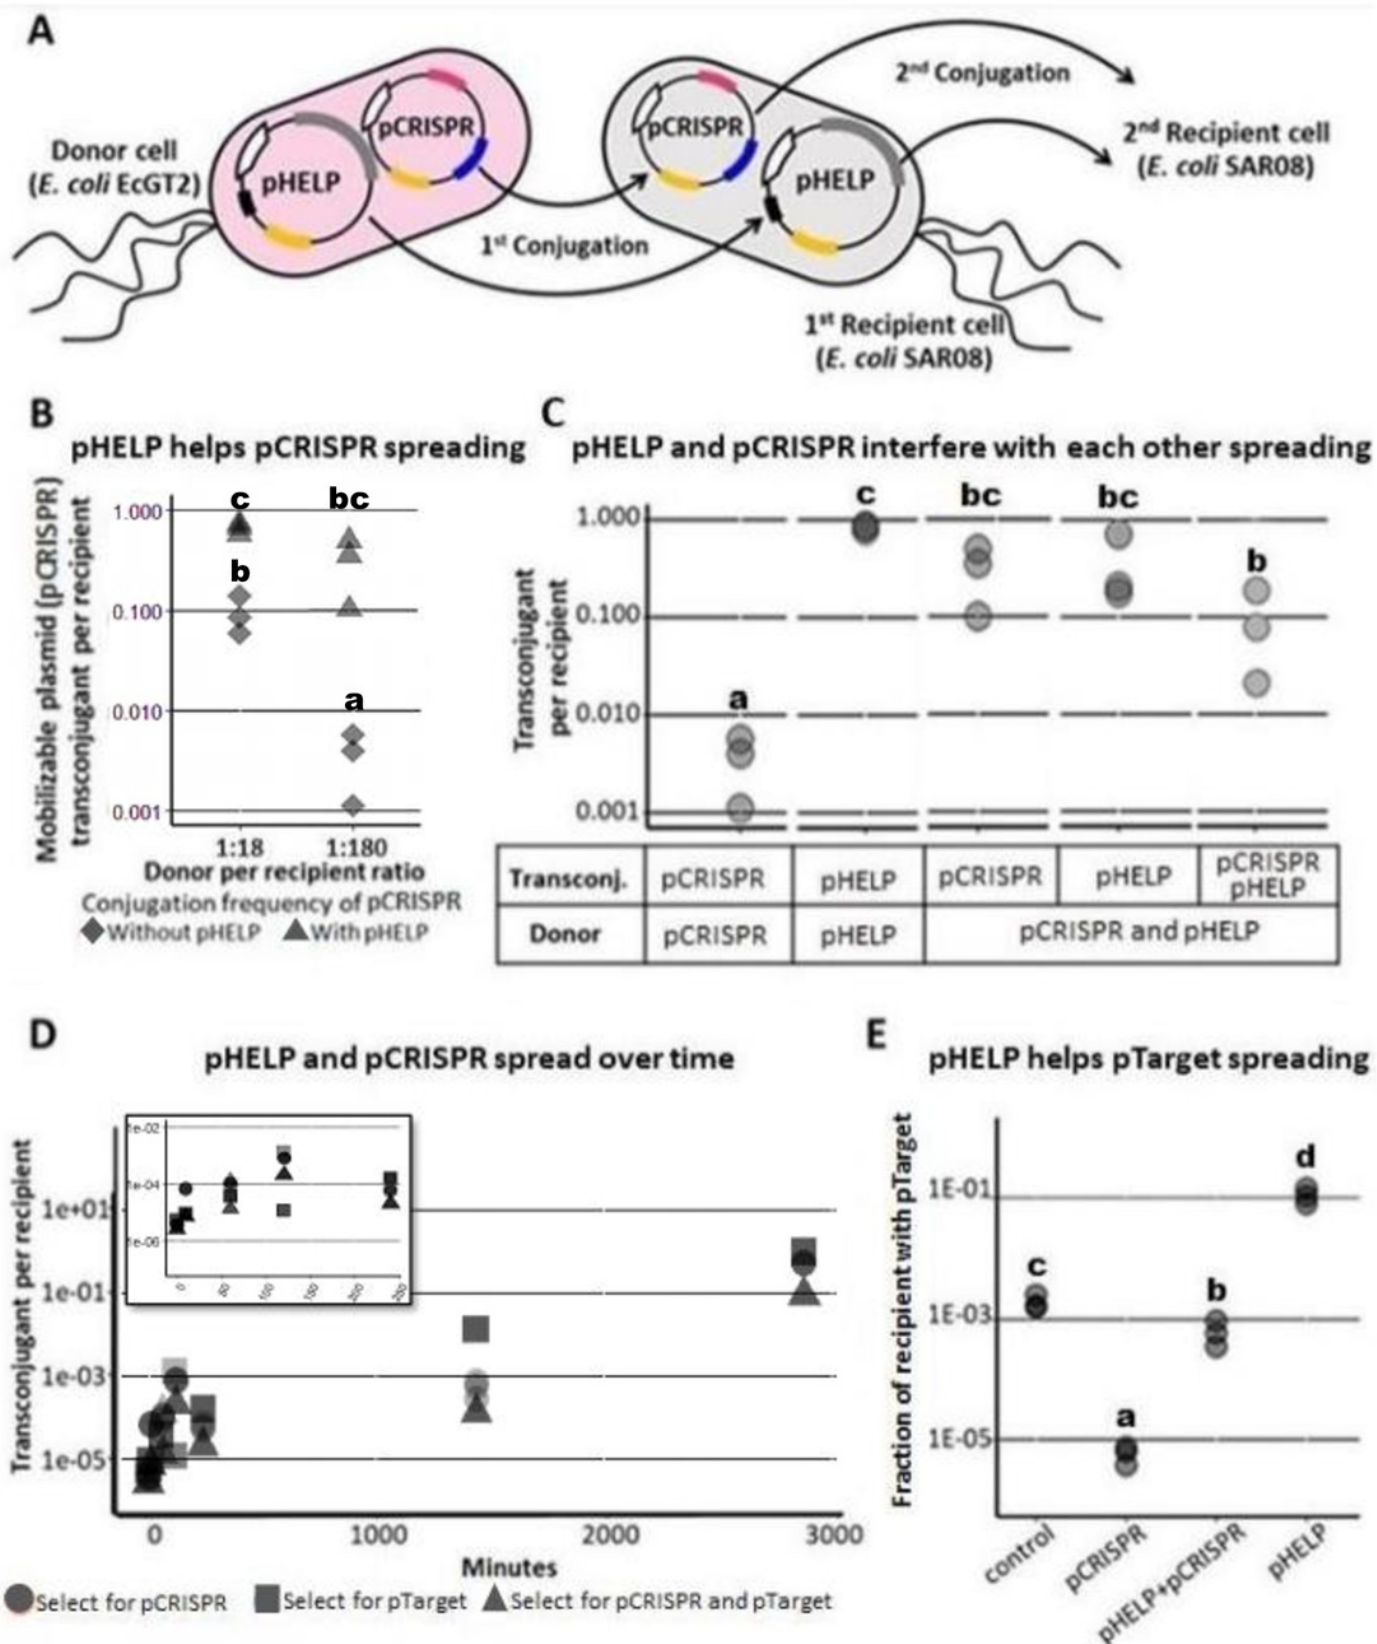 A
Donor cell
(E. coli EcGT2)
pHELP
pCRISPR
1st Conjugation
pCRISPR
pHELP
2nd Conjugation
2nd Recipient cell
(E. coli SAR08)
1st Recipient cell
(E. coli SAR08)
B
pHELP helps pCRISPR spreading
Mobilizable plasmid (pCRISPR)
transconjugant per recipient
1.000
0.100
0.010
0.001
c
bc
b
a
1:18
1:180
Donor per recipient ratio
Conjugation frequency of pCRISPR
Without pHELP
With pHELP
C
pHELP and pCRISPR interfere with each other spreading
Transconjugant
per recipient
1.000
0.100
0.010
0.001
a
c
bc
bc
b
Transconj. pCRISPR pHELP pCRISPR pHELP pCRISPR
pHELP
Donor pCRISPR pHELP pCRISPR and pHELP
D
pHELP and pCRISPR spread over time
Transconjugant per recipient
1e+01
1e-01
1e-03
1e-05
1e-02
1e-04
1e-06
0 50 100 150 200 250
0 1000 2000 3000
Minutes
Select for pCRISPR
Select for pTarget
Select for pCRISPR and pTarget
E
pHELP helps pTarget spreading
Fraction of recipient with pTarget
1E-01
1E-03
1E-05
c
a
b
d
control
pCRISPR
pHELP+pCRISPR
pHELP